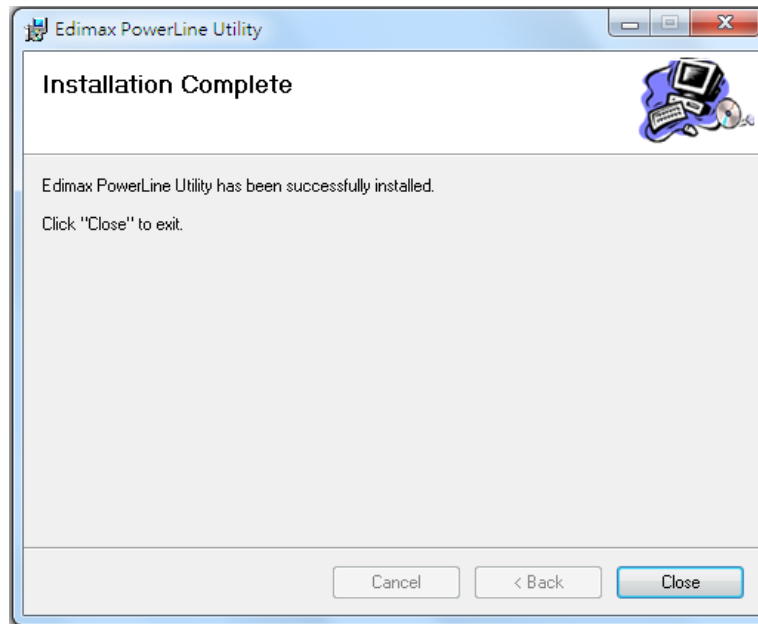 Edimax PowerLine Utility
Installation Complete
Edimax PowerLine Utility has been successfully installed.
Click "Close" to exit.
Cancel
< Back
Close